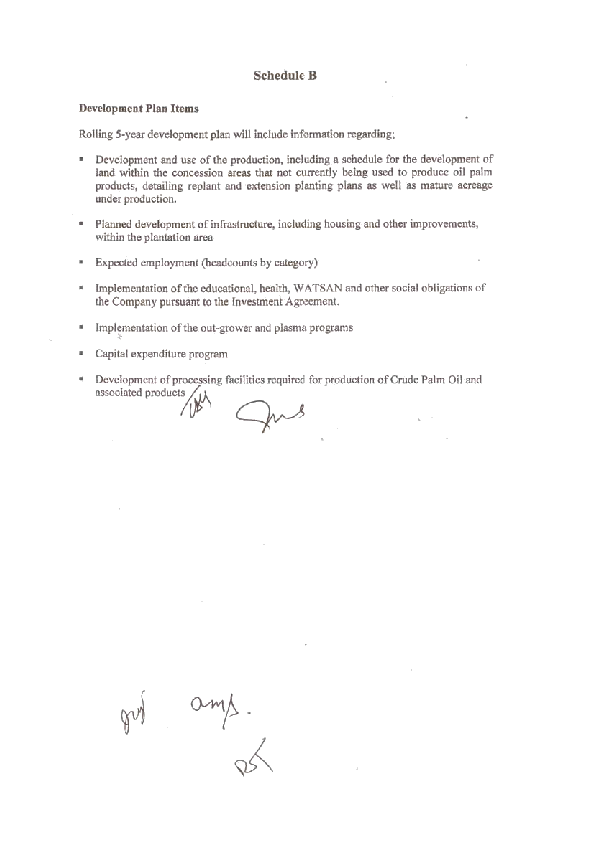 Schedule B
Development Plan Items
Rolling 5-year development plan will include information regarding:
▪ Development and use of the production, including a schedule for the development of
land within the concession areas that not currently being used to produce oil palm
products, detailing replant and extension planting plans as well as mature acreage
under production.
▪ Planned development of infrastructure, including housing and other improvements,
within the plantation area
▪ Expected employment (headcounts by category)
▪ Implementation of the educational, health, WATSAN and other social obligations of
the Company pursuant to the Investment Agreement.
▪ Implementation of the out-grower and plasma programs
▪ Capital expenditure program
▪ Development of processing facilities required for production of Crude Palm Oil and
associated products